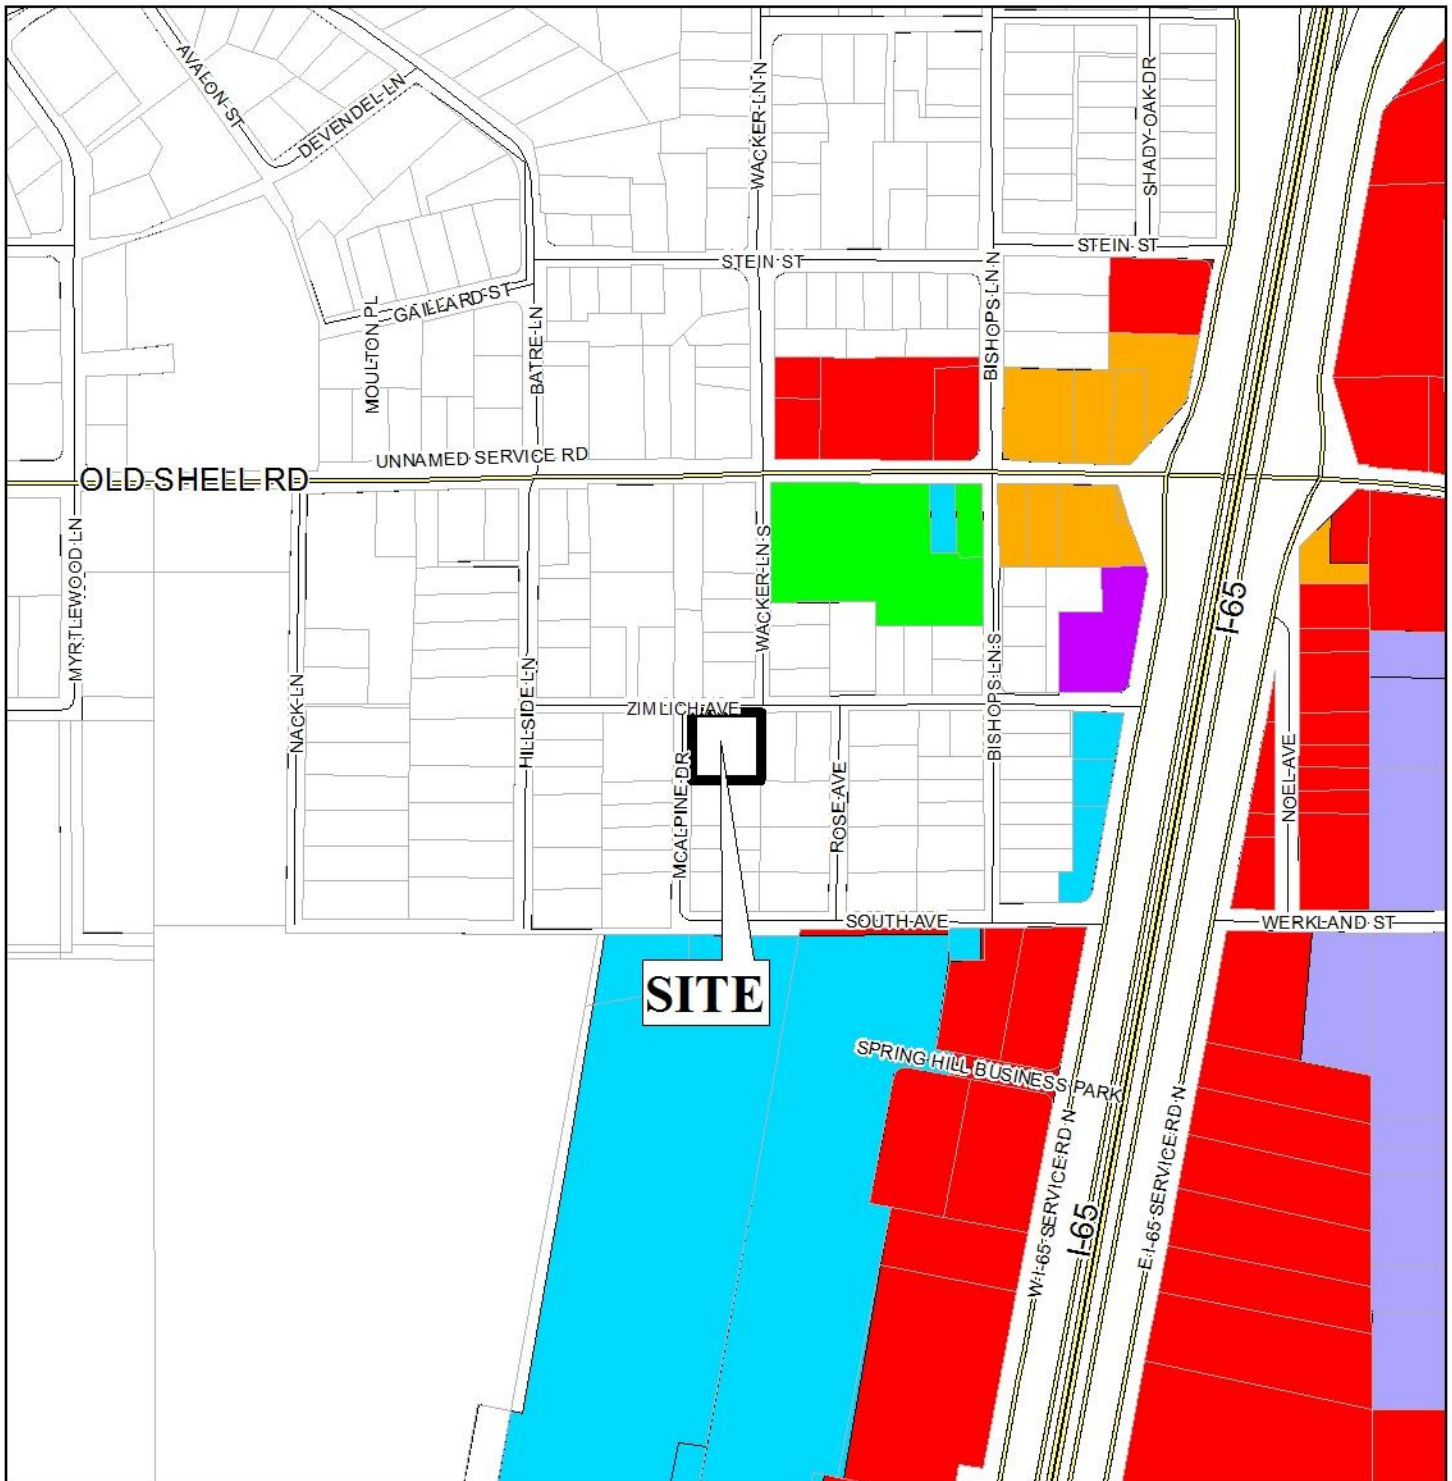 AVALON ST
DEVENDEL LN
WACKER LN N
SHADY OAK DR
STEIN ST
STEIN ST
BISHOPS LN N
GAILLARD ST
MOULTON PL
BATRE LN
UNNAMED SERVICE RD
OLD SHELL RD
MYRTLEWOOD LN
WACKER LN S
I-65
NACK LN
HILLSIDE LN
BISHOPS LN S
ZIMLICH AVE
MCALPINE DR
ROSE AVE
NOEL AVE
SOUTH AVE
WERKLAND ST
SITE
SPRING HILL BUSINESS PARK
W I-65 SERVICE RD N
I-65
E I-65 SERVICE RD N